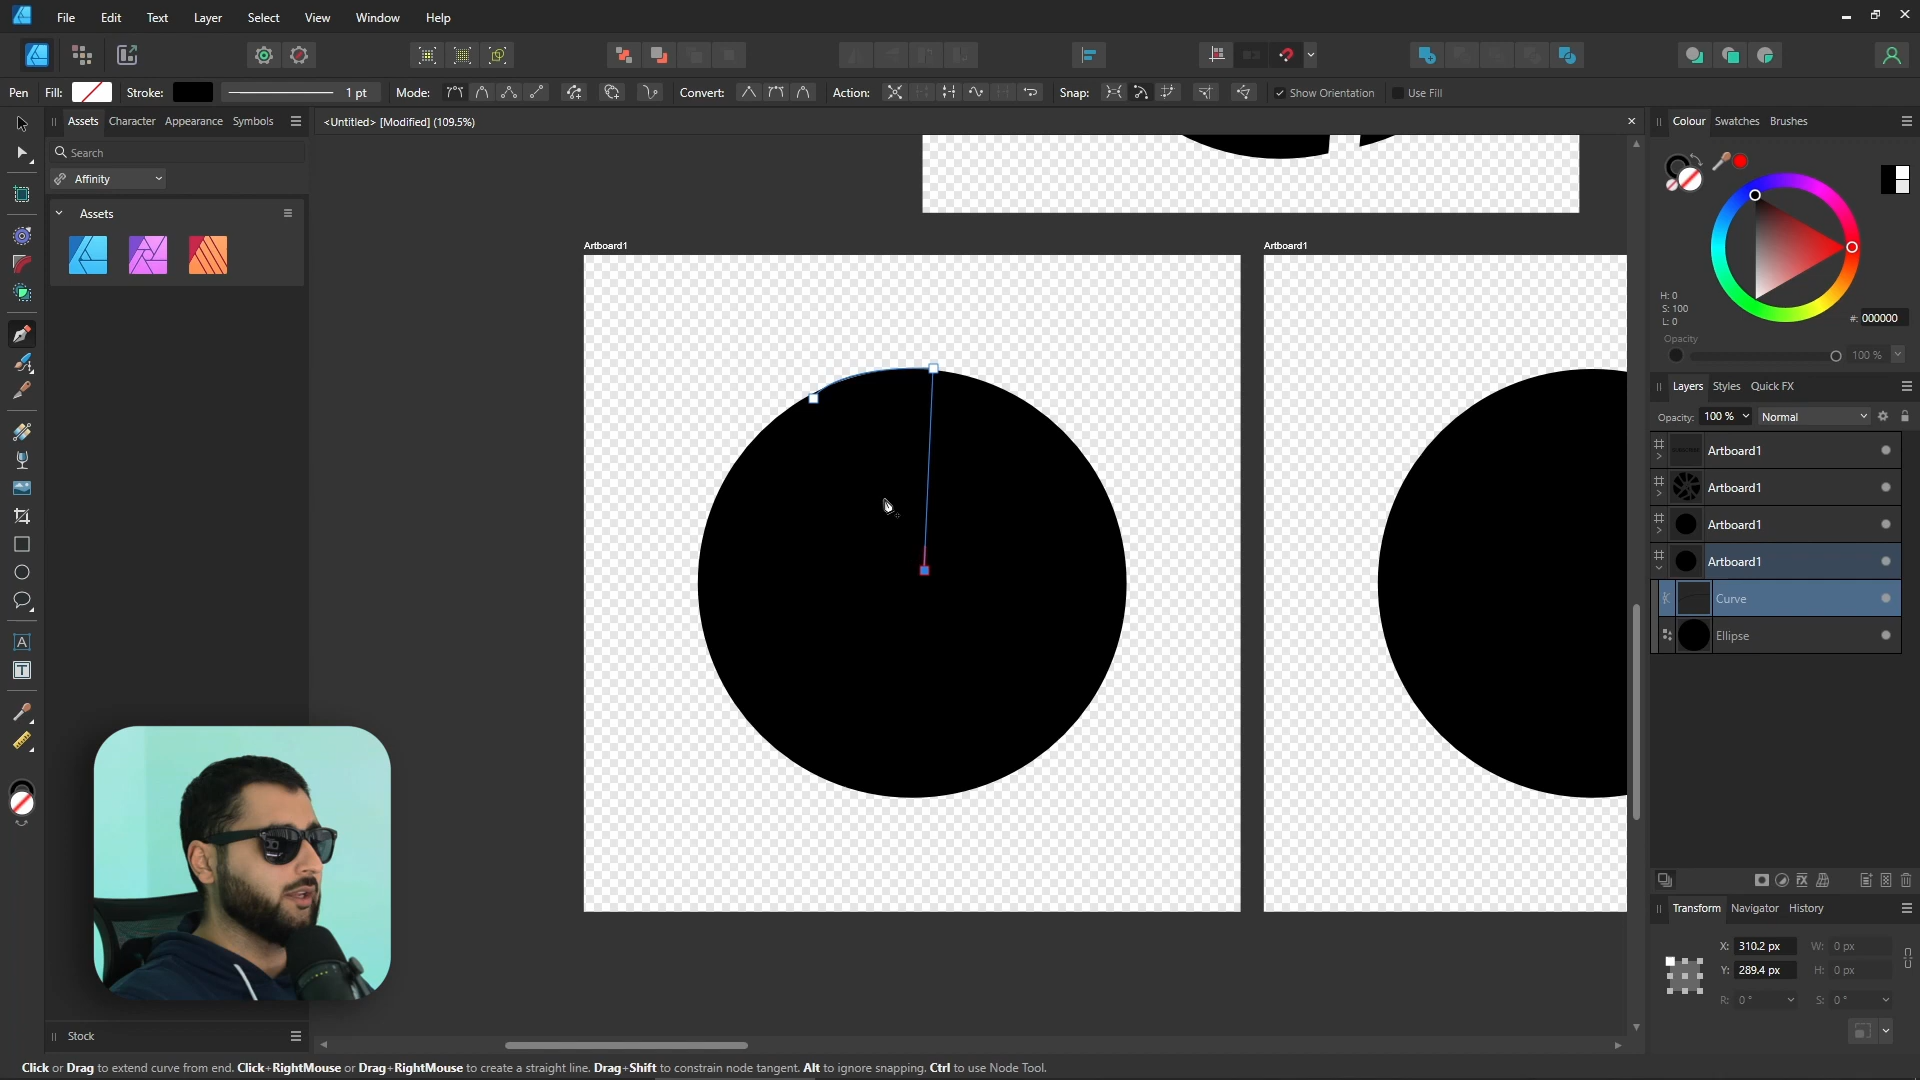 File Edit Text Layer Select View Window Help
Pen Fill: Stroke: 1 pt Mode: Convert: Action: Snap: Show Orientation Use Fill
Assets Character Appearance Symbols
<Untitled> [Modified] (109.5%)
Colour Swatches Brushes
Search
Affinity
Assets
Artboard1
Artboard1
H: 0
S: 100
L: 0
#: 000000
Opacity
100 %
Layers Styles Quick FX
Opacity: 100 % Normal
Artboard1
Artboard1
Artboard1
Artboard1
Curve
Ellipse
A
T
Transform Navigator History
X: 310.2 px W: 0 px
Y: 289.4 px H: 0 px
R: 0 ° S: 0 °
Stock
Click or Drag to extend curve from end. Click+RightMouse or Drag+RightMouse to create a straight line. Drag+Shift to constrain node tangent. Alt to ignore snapping. Ctrl to use Node Tool.